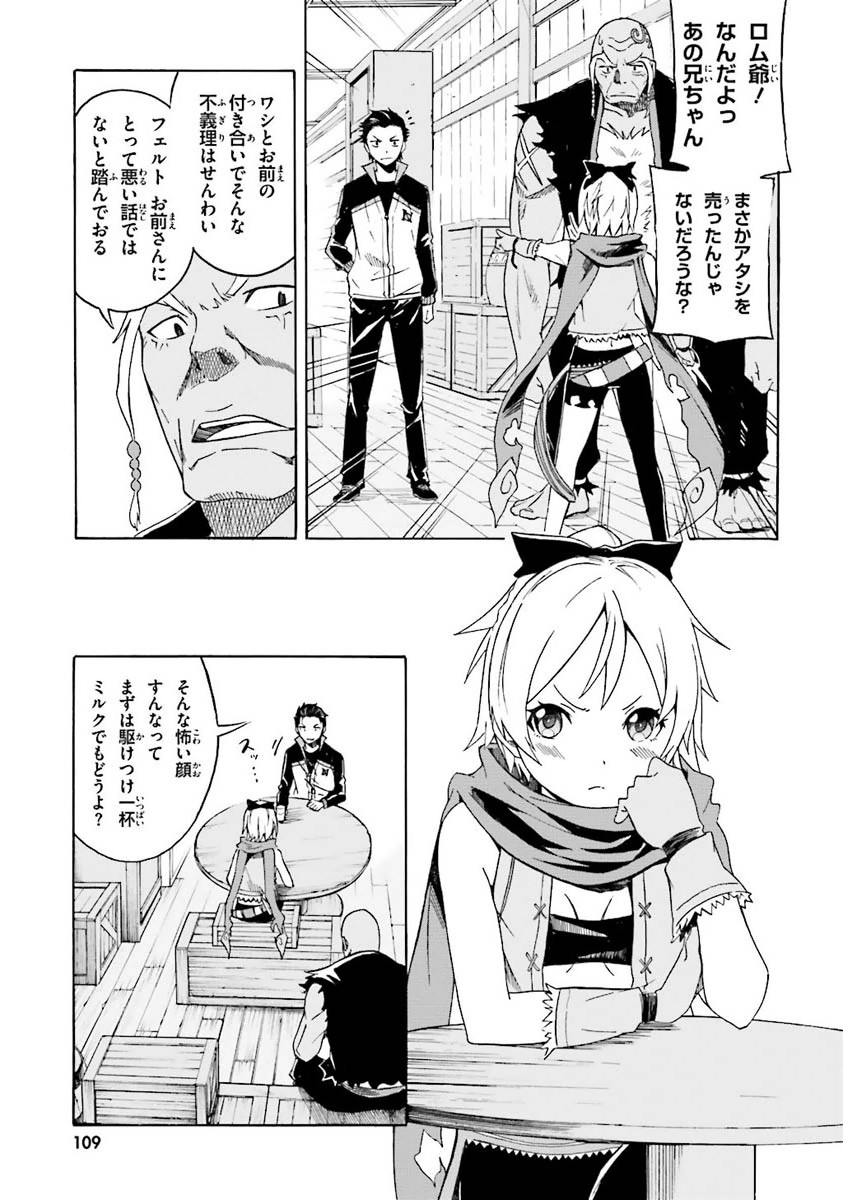 ロム爺！
なんだよっ
あの兄ちゃん
まさかアタシを
売ったんじゃ
ないだろうな？
ワシとお前の
付き合いでそんな
不義理はせんわい
フェルト お前さんに
とって悪い話では
ないと踏んでおる
そんな怖い顔
すんなって
まずは駆けつけ一杯
ミルクでもどうよ？
スッ…
109